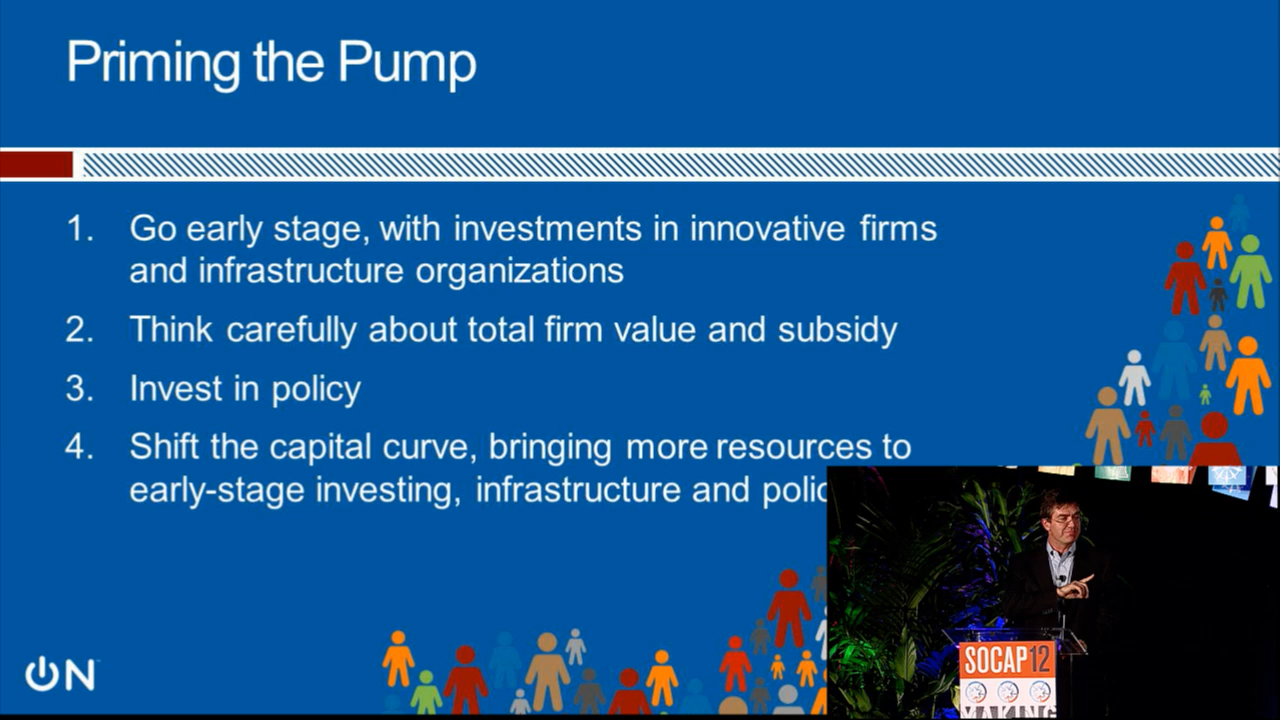 Priming the Pump
1. Go early stage, with investments in innovative firms
and infrastructure organizations
2. Think carefully about total firm value and subsidy
3. Invest in policy
4. Shift the capital curve, bringing more resources to
early-stage investing, infrastructure and polic
ON
SOCAP12
MAKING